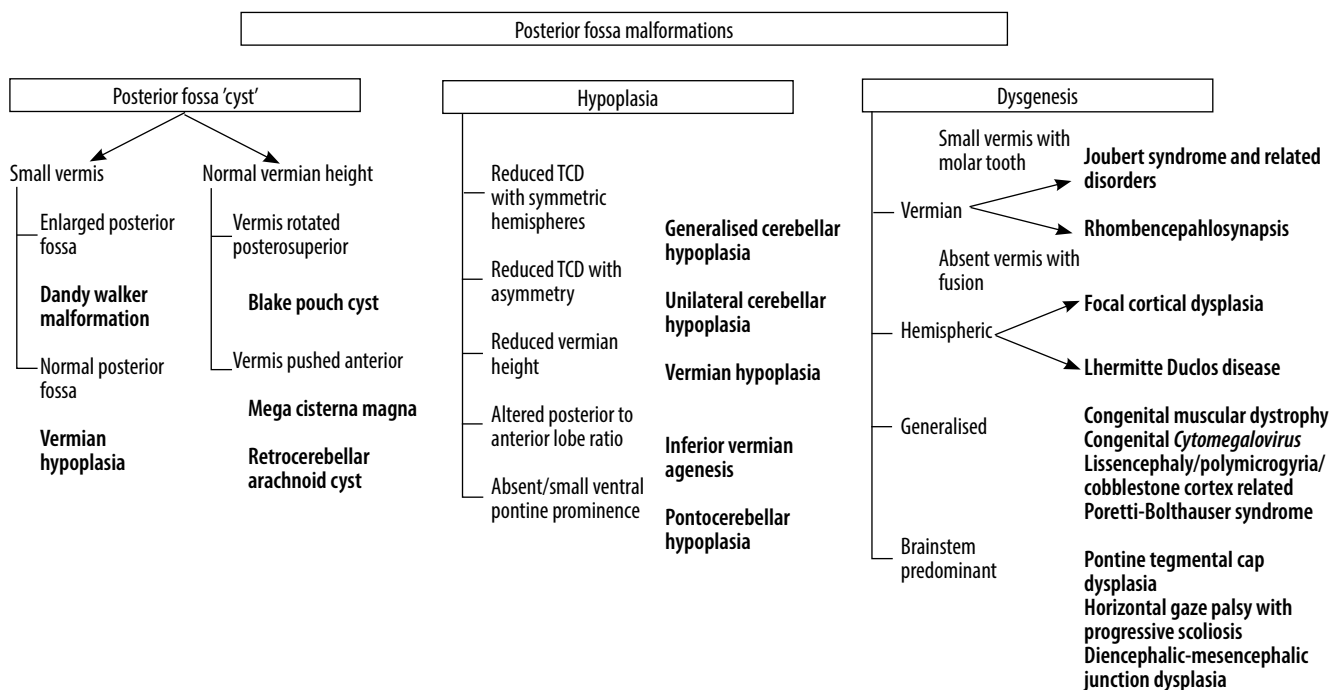 Posterior fossa malformations
Posterior fossa 'cyst'
Small vermis
Enlarged posterior
fossa
Dandy walker
malformation
Normal posterior
fossa
Vermian
hypoplasia
Normal vermian height
Vermis rotated
posterosuperior
Blake pouch cyst
Vermis pushed anterior
Mega cisterna magna
Retrocerebellar
arachnoid cyst
Hypoplasia
Reduced TCD
with symmetric
hemispheres
Generalised cerebellar
hypoplasia
Reduced TCD with
asymmetry
Unilateral cerebellar
hypoplasia
Reduced vermian
height
Vermian hypoplasia
Altered posterior to
anterior lobe ratio
Inferior vermian
agenesis
Absent/small ventral
pontine prominence
Pontocerebellar
hypoplasia
Dysgenesis
Vermian
Small vermis with
molar tooth
Joubert syndrome and related
disorders
Absent vermis with
fusion
Rhombencepahlosynapsis
Hemispheric
Focal cortical dysplasia
Lhermitte Duclos disease
Generalised
Congenital muscular dystrophy
Congenital Cytomegalovirus
Lissencephaly/polymicrogyria/
cobblestone cortex related
Poretti-Bolthauser syndrome
Brainstem
predominant
Pontine tegmental cap
dysplasia
Horizontal gaze palsy with
progressive scoliosis
Diencephalic-mesencephalic
junction dysplasia